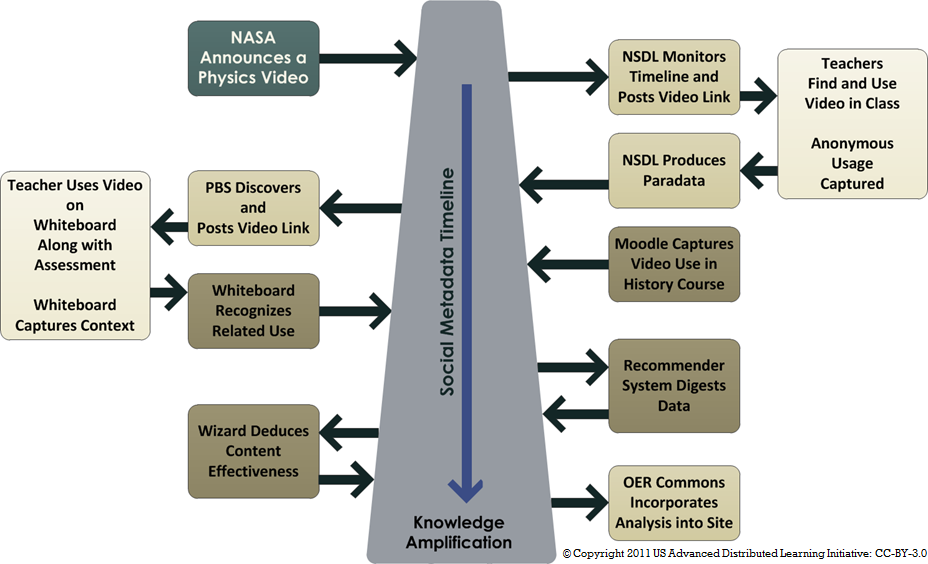 NASA
Announces a
Physics Video
NSDL Monitors
Timeline and
Posts Video Link
Teachers
Find and Use
Video in Class
Anonymous
Usage
Captured
NSDL Produces
Paradata
Teacher Uses Video
on
Whiteboard
Along with
Assessment
Whiteboard
Captures Context
PBS Discovers
and
Posts Video Link
Moodle Captures
Video Use in
History Course
Whiteboard
Recognizes
Related Use
Social Metadata Timeline
Recommender
System Digests
Data
Wizard Deduces
Content
Effectiveness
OER Commons
Incorporates
Analysis into Site
Knowledge
Amplification
© Copyright 2011 US Advanced Distributed Learning Initiative: CC-BY-3.0